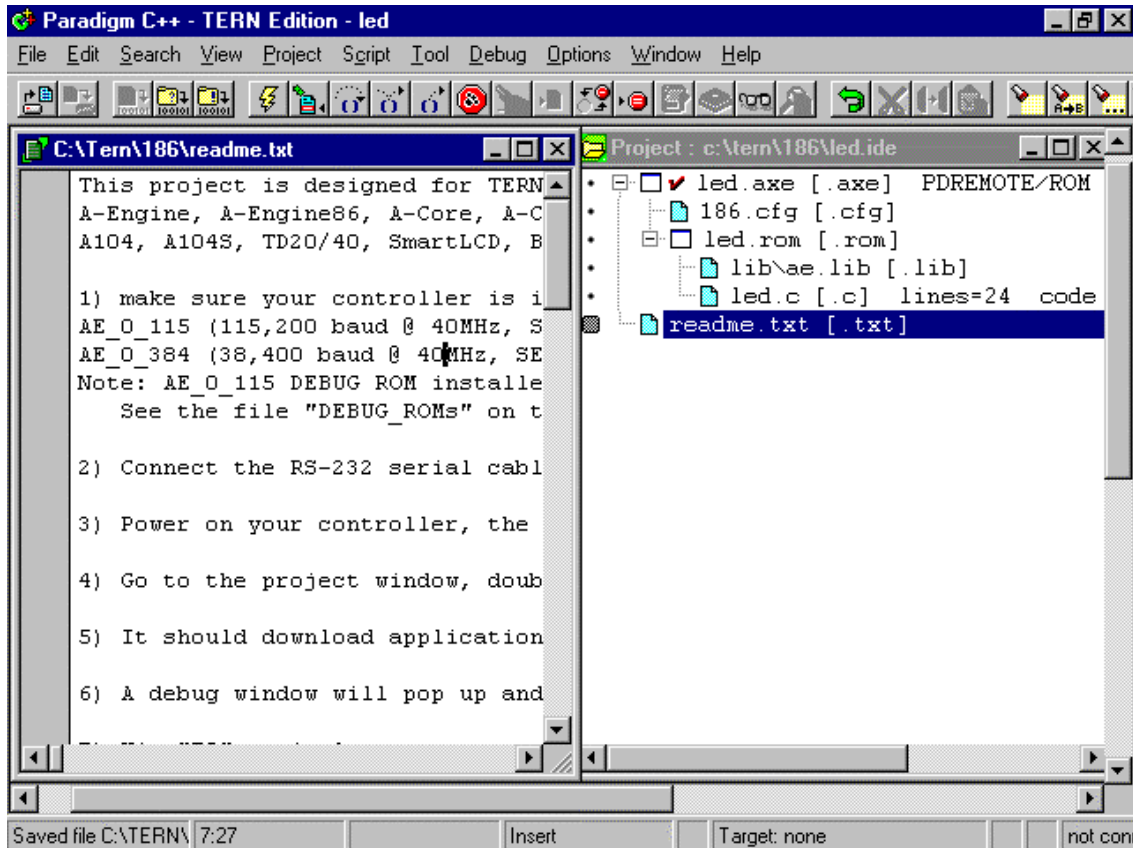 Paradigm C++ - TERN Edition - led
File Edit Search View Project Script Tool Debug Options Window Help
C:\Tern\186\readme.txt
This project is designed for TERN
A-Engine, A-Engine86, A-Core, A-C
A104, A104S, TD20/40, SmartLCD, B
1) make sure your controller is i
AE_0_115 (115,200 baud @ 40MHz, S
AE_0_384 (38,400 baud @ 40MHz, SE
Note: AE_0_115 DEBUG ROM installe
See the file "DEBUG_ROMs" on t
2) Connect the RS-232 serial cabl
3) Power on your controller, the
4) Go to the project window, doub
5) It should download application
6) A debug window will pop up and
Project : c:\tern\186\led.ide
led.axe [.axe] PDREMOTE/ROM
186.cfg [.cfg]
led.rom [.rom]
lib\ae.lib [.lib]
led.c [.c] lines=24 code
readme.txt [.txt]
Saved file C:\TERN\ 7:27 Insert Target: none not con